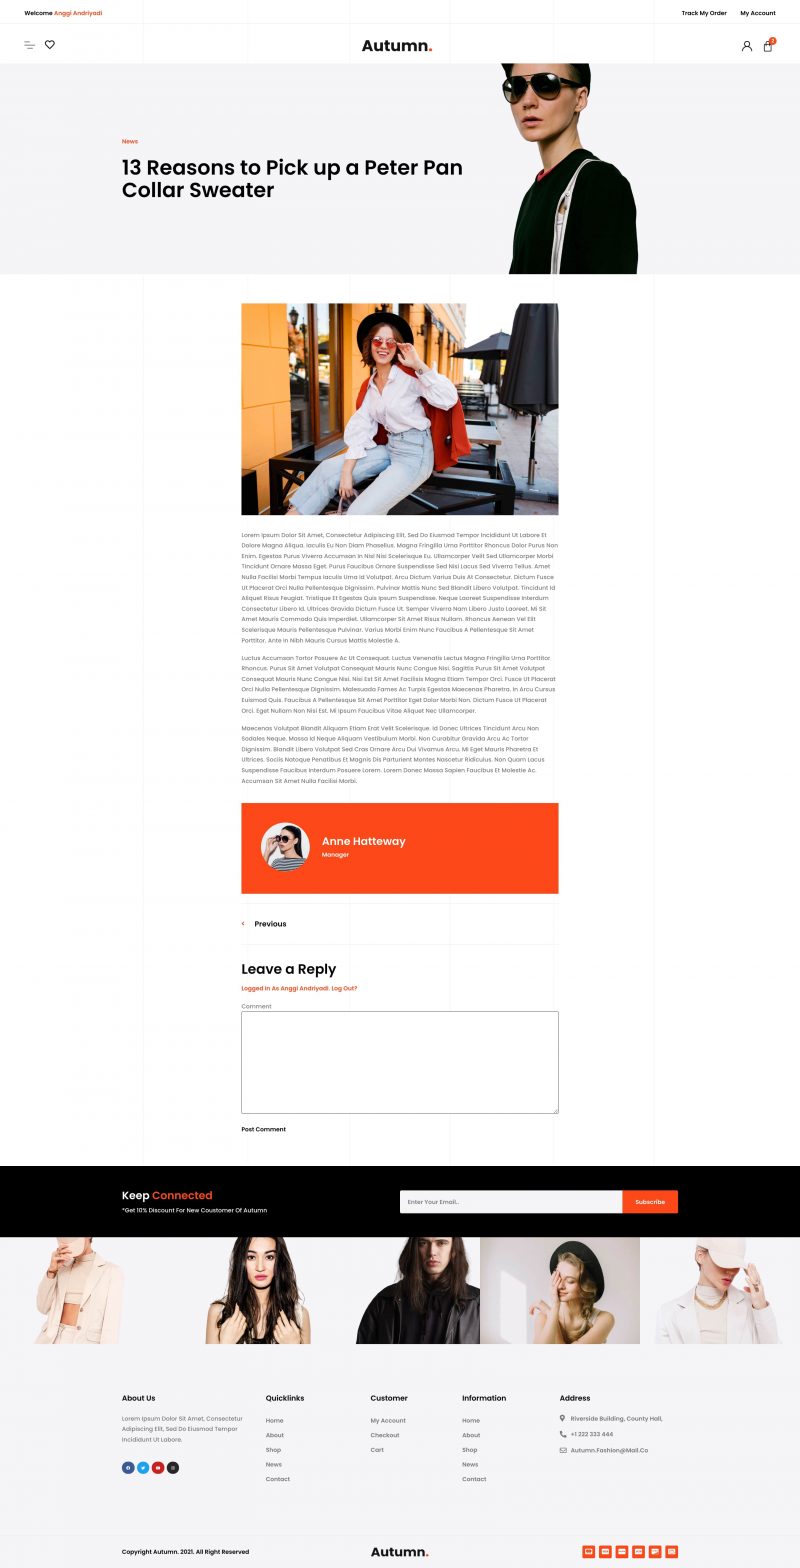 Welcome Anggi Andriyadi
Track My Order My Account
Autumn.
2
News
13 Reasons to Pick up a Peter Pan
Collar Sweater
Lorem Ipsum Dolor Sit Amet, Consectetur Adipiscing Elit, Sed Do Eiusmod Tempor Incididunt Ut Labore Et
Dolore Magna Aliqua. Iaculis Eu Non Diam Phasellus. Magna Fringilla Urna Porttitor Rhoncus Dolor Purus Non
Enim. Egestas Purus Viverra Accumsan In Nisl Nisi Scelerisque Eu. Ullamcorper Velit Sed Ullamcorper Morbi
Tincidunt Ornare Massa Eget. Purus Faucibus Ornare Suspendisse Sed Nisi Lacus Sed Viverra Tellus. Amet
Nulla Facilisi Morbi Tempus Iaculis Urna Id Volutpat. Arcu Dictum Varius Duis At Consectetur. Dictum Fusce
Ut Placerat Orci Nulla Pellentesque Dignissim. Pulvinar Mattis Nunc Sed Blandit Libero Volutpat. Tincidunt Id
Aliquet Risus Feugiat. Tristique Et Egestas Quis Ipsum Suspendisse. Neque Laoreet Suspendisse Interdum
Consectetur Libero Id. Ultrices Gravida Dictum Fusce Ut. Semper Viverra Nam Libero Justo Laoreet. Mi Sit
Amet Mauris Commodo Quis Imperdiet. Ullamcorper Sit Amet Risus Nullam. Rhoncus Aenean Vel Elit
Scelerisque Mauris Pellentesque Pulvinar. Varius Morbi Enim Nunc Faucibus A Pellentesque Sit Amet
Porttitor. Ante In Nibh Mauris Cursus Mattis Molestie A.
Luctus Accumsan Tortor Posuere Ac Ut Consequat. Luctus Venenatis Lectus Magna Fringilla Urna Porttitor
Rhoncus. Purus Sit Amet Volutpat Consequat Mauris Nunc Congue Nisi. Sagittis Purus Sit Amet Volutpat
Consequat Mauris Nunc Congue Nisi. Nisi Est Sit Amet Facilisis Magna Etiam Tempor Orci. Fusce Ut Placerat
Orci Nulla Pellentesque Dignissim. Malesuada Fames Ac Turpis Egestas Maecenas Pharetra. In Arcu Cursus
Euismod Quis. Faucibus A Pellentesque Sit Amet Porttitor Eget Dolor Morbi Non. Dictum Fusce Ut Placerat
Orci. Eget Nullam Non Nisi Est. Mi Ipsum Faucibus Vitae Aliquet Nec Ullamcorper.
Maecenas Volutpat Blandit Aliquam Etiam Erat Velit Scelerisque. Id Donec Ultrices Tincidunt Arcu Non
Sodales Neque. Massa Id Neque Aliquam Vestibulum Morbi. Non Curabitur Gravida Arcu Ac Tortor
Dignissim. Blandit Libero Volutpat Sed Cras Ornare Arcu Dui Vivamus Arcu. Mi Eget Mauris Pharetra Et
Ultrices. Sociis Natoque Penatibus Et Magnis Dis Parturient Montes Nascetur Ridiculus. Non Quam Lacus
Suspendisse Faucibus Interdum Posuere Lorem. Lorem Donec Massa Sapien Faucibus Et Molestie Ac.
Accumsan Sit Amet Nulla Facilisi Morbi.
Anne Hatteway
Manager
Previous
Leave a Reply
Logged In As Anggi Andriyadi. Log Out?
Comment
Post Comment
Keep Connected
*Get 10% Discount For New Coustomer Of Autumn
Enter Your Email..
Subscribe
About Us
Lorem Ipsum Dolor Sit Amet, Consectetur
Adipiscing Elit, Sed Do Eiusmod Tempor
Incididunt Ut Labore.
Quicklinks
Home
About
Shop
News
Contact
Customer
My Account
Checkout
Cart
Information
Home
About
Shop
News
Contact
Address
Riverside Building, County Hall,
+1 222 333 444
Autumn.Fashion@Mail.Co
Copyright Autumn. 2021. All Right Reserved
Autumn.